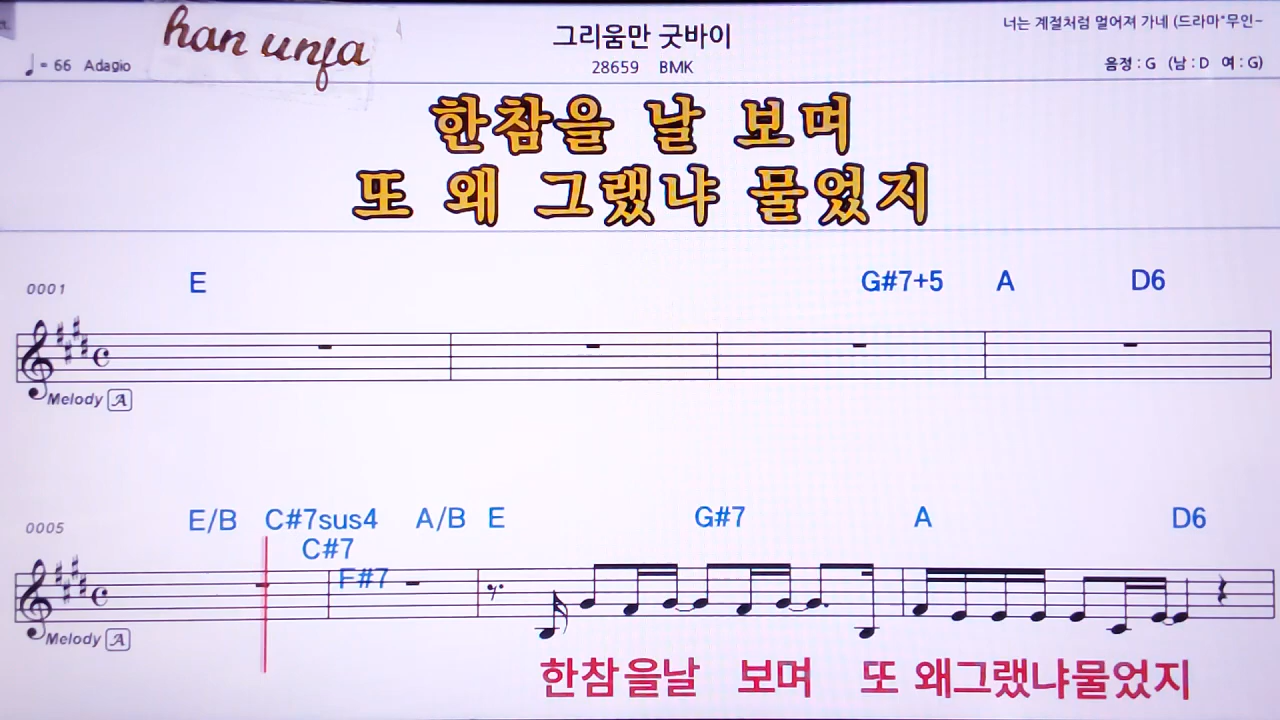 han unfa
그리움만 굿바이
너는 계절처럼 멀어져 가네 (드라마"무인-
♩= 66 Adagio
28659 BMK
음정 : G (남 : D 여 : G)
한참을 날 보며
또 왜 그랬냐 물었지
0001 E G#7+5 A D6
Melody A
0005 E/B C#7sus4 A/B E G#7 A D6
C#7
F#7
Melody A
한참을날 보며 또 왜그랬냐물었지